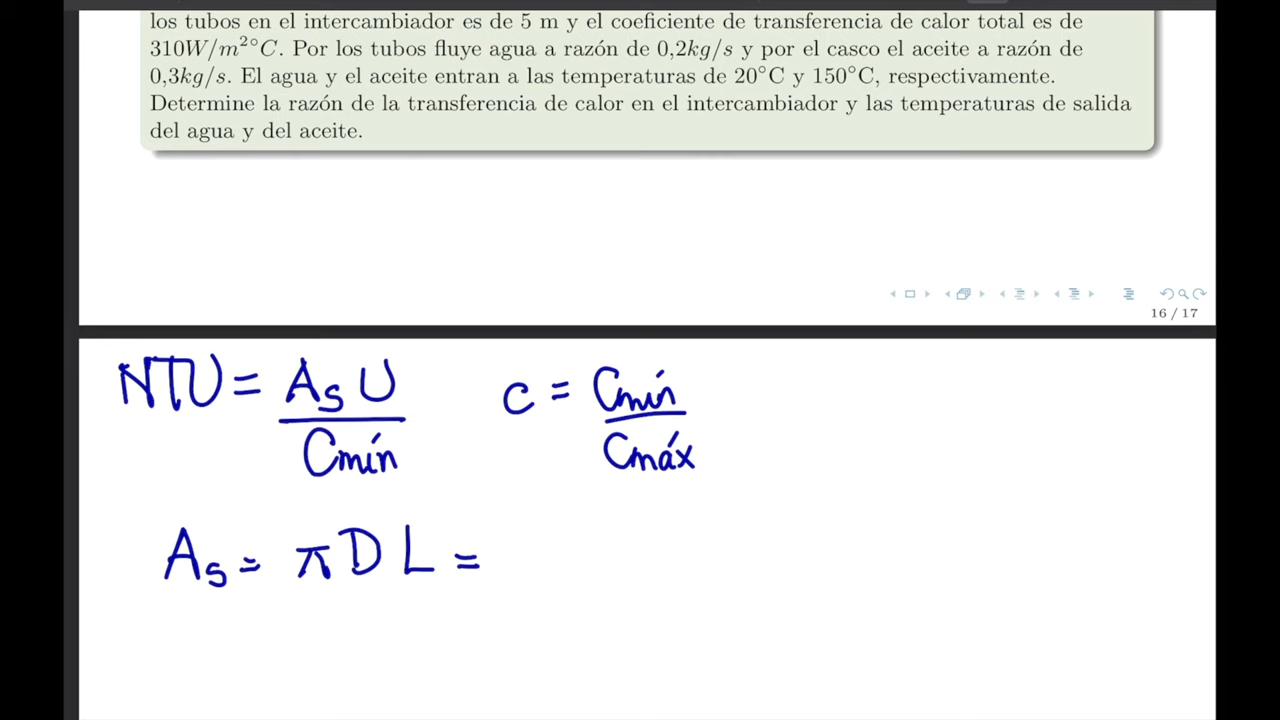 los tubos en el intercambiador es de 5 m y el coeficiente de transferencia de calor total es de
310W/m²°C. Por los tubos fluye agua a razón de 0,2kg/s y por el casco el aceite a razón de
0,3kg/s. El agua y el aceite entran a las temperaturas de 20°C y 150°C, respectivamente.
Determine la razón de la transferencia de calor en el intercambiador y las temperaturas de salida
del agua y del aceite.
16 / 17
NTU = As U / Cmín
c = Cmín / Cmáx
As = π D L =